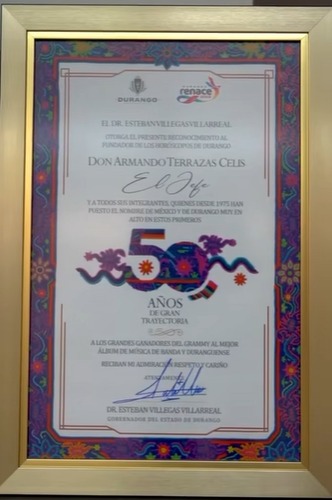 DURANGO
renace
EL DR. ESTEBAN VILLEGAS VILLARREAL
OTORGA EL PRESENTE RECONOCIMIENTO AL
FUNDADOR DE LOS HORÓSCOPOS DE DURANGO
DON ARMANDO TERRAZAS CELIS
El Jefe
Y A TODOS SUS INTEGRANTES, QUIENES DESDE 1975 HAN
PUESTO EL NOMBRE DE MÉXICO Y DE DURANGO MUY EN
ALTO EN ESTOS PRIMEROS
50
AÑOS
DE GRAN
TRAYECTORIA
A LOS GRANDES GANADORES DEL GRAMMY AL MEJOR
ÁLBUM DE MÚSICA DE BANDA Y DURANGUENSE
RECIBAN MI ADMIRACIÓN RESPETO Y CARIÑO
ATENTAMENTE
DR. ESTEBAN VILLEGAS VILLARREAL
GOBERNADOR DEL ESTADO DE DURANGO